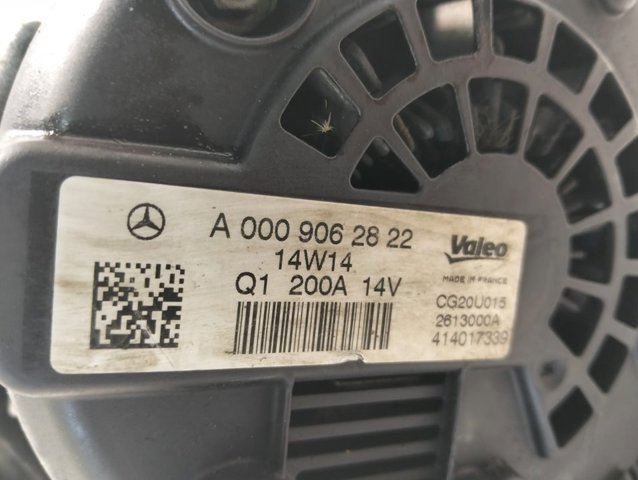 A 000 906 28 22
14W14
Q1 200A 14V
Valeo
MADE IN FRANCE
CG20U015
2613000A
414017339